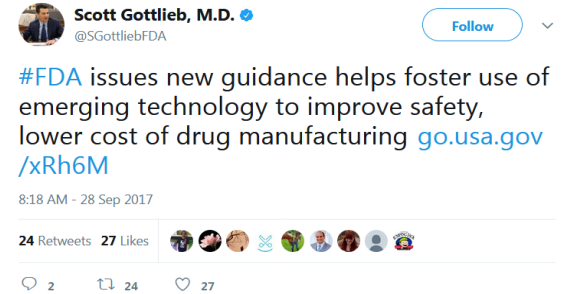 Scott Gottlieb, M.D.
@SGottliebFDA
Follow
#FDA issues new guidance helps foster use of
emerging technology to improve safety,
lower cost of drug manufacturing go.usa.gov
/xRh6M
8:18 AM - 28 Sep 2017
24 Retweets 27 Likes
2 24 27